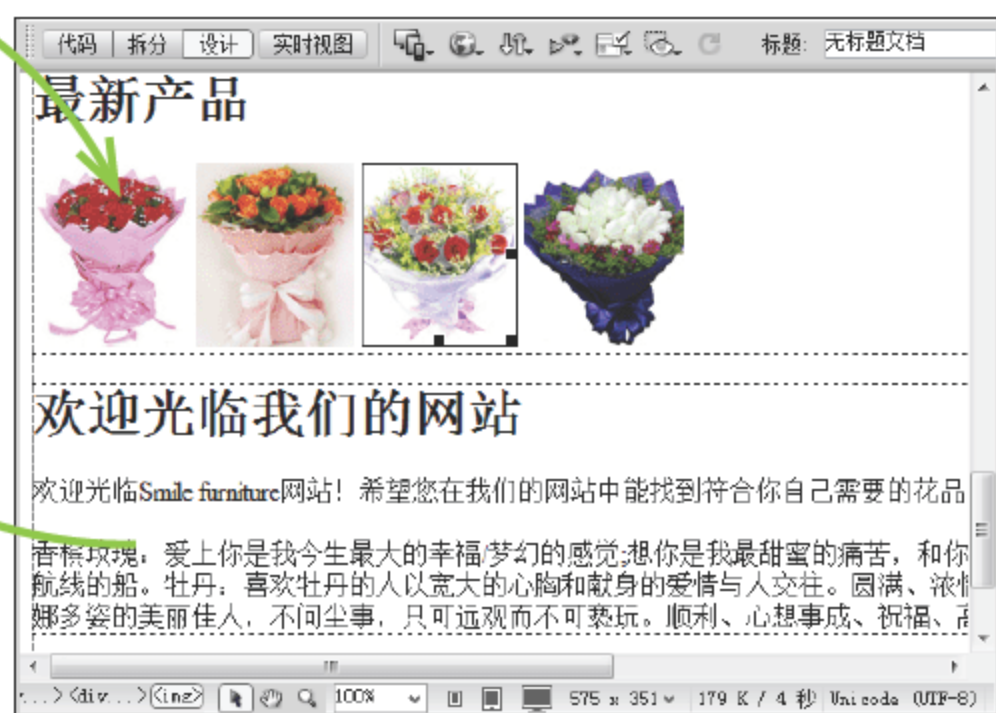 代码 拆分 设计 实时视图 标题: 无标题文档
最新产品
欢迎光临我们的网站
欢迎光临Smile furniture网站！希望您在我们的网站中能找到符合你自己需要的花品
香槟玫瑰：爱上你是我今生最大的幸福/梦幻的感觉;想你是我最甜蜜的痛苦，和你
航线的船。牡丹：喜欢牡丹的人以宽大的心胸和献身的爱情与人交往。圆满、浓情
娜多姿的美丽佳人，不问尘事，只可远观而不可亵玩。顺利、心想事成、祝福、高
...><div...><img> 100% 575 x 351 179 K / 4 秒 Unicode (UTF-8)